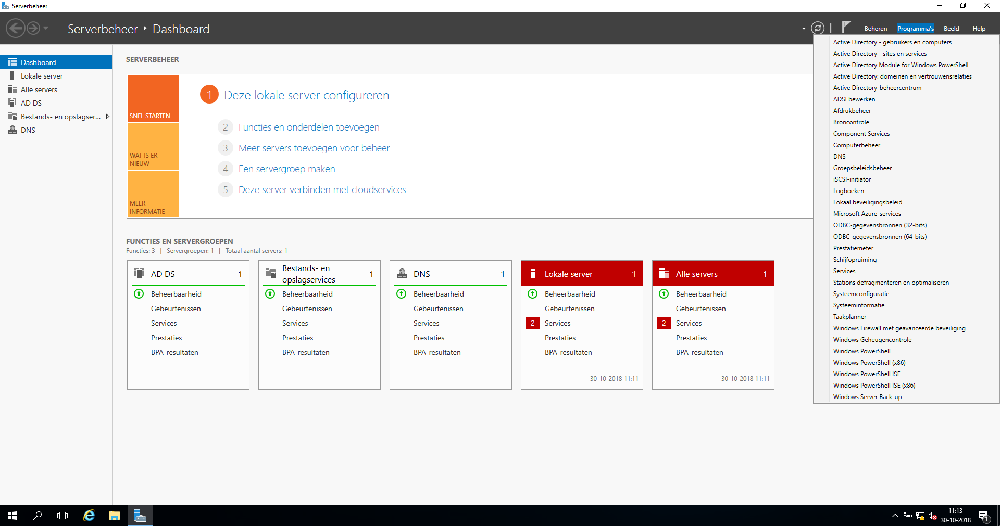 Serverbeheer
Serverbeheer ‣ Dashboard
Beheren Programma's Beeld Help
Dashboard
Lokale server
Alle servers
AD DS
Bestands- en opslagser...
DNS
SERVERBEHEER
SNEL STARTEN
WAT IS ER
NIEUW
MEER
INFORMATIE
1 Deze lokale server configureren
2 Functies en onderdelen toevoegen
3 Meer servers toevoegen voor beheer
4 Een servergroep maken
5 Deze server verbinden met cloudservices
FUNCTIES EN SERVERGROEPEN
Functies: 3 | Servergroepen: 1 | Totaal aantal servers: 1
AD DS 1
Beheerbaarheid
Gebeurtenissen
Services
Prestaties
BPA-resultaten
Bestands- en
opslagservices 1
Beheerbaarheid
Gebeurtenissen
Services
Prestaties
BPA-resultaten
DNS 1
Beheerbaarheid
Gebeurtenissen
Services
Prestaties
BPA-resultaten
Lokale server 1
Beheerbaarheid
Gebeurtenissen
2 Services
Prestaties
BPA-resultaten
30-10-2018 11:11
Alle servers 1
Beheerbaarheid
Gebeurtenissen
2 Services
Prestaties
BPA-resultaten
30-10-2018 11:11
Active Directory - gebruikers en computers
Active Directory - sites en services
Active Directory Module for Windows PowerShell
Active Directory: domeinen en vertrouwensrelaties
Active Directory-beheercentrum
ADSI bewerken
Afdrukbeheer
Broncontrole
Component Services
Computerbeheer
DNS
Groepsbeleidsbeheer
iSCSI-initiator
Logboeken
Lokaal beveiligingsbeleid
Microsoft Azure-services
ODBC-gegevensbronnen (32-bits)
ODBC-gegevensbronnen (64-bits)
Prestatiemeter
Schijfopruiming
Services
Stations defragmenteren en optimaliseren
Systeemconfiguratie
Systeeminformatie
Taakplanner
Windows Firewall met geavanceerde beveiliging
Windows Geheugencontrole
Windows PowerShell
Windows PowerShell (x86)
Windows PowerShell ISE
Windows PowerShell ISE (x86)
Windows Server Back-up
11:13
30-10-2018
1